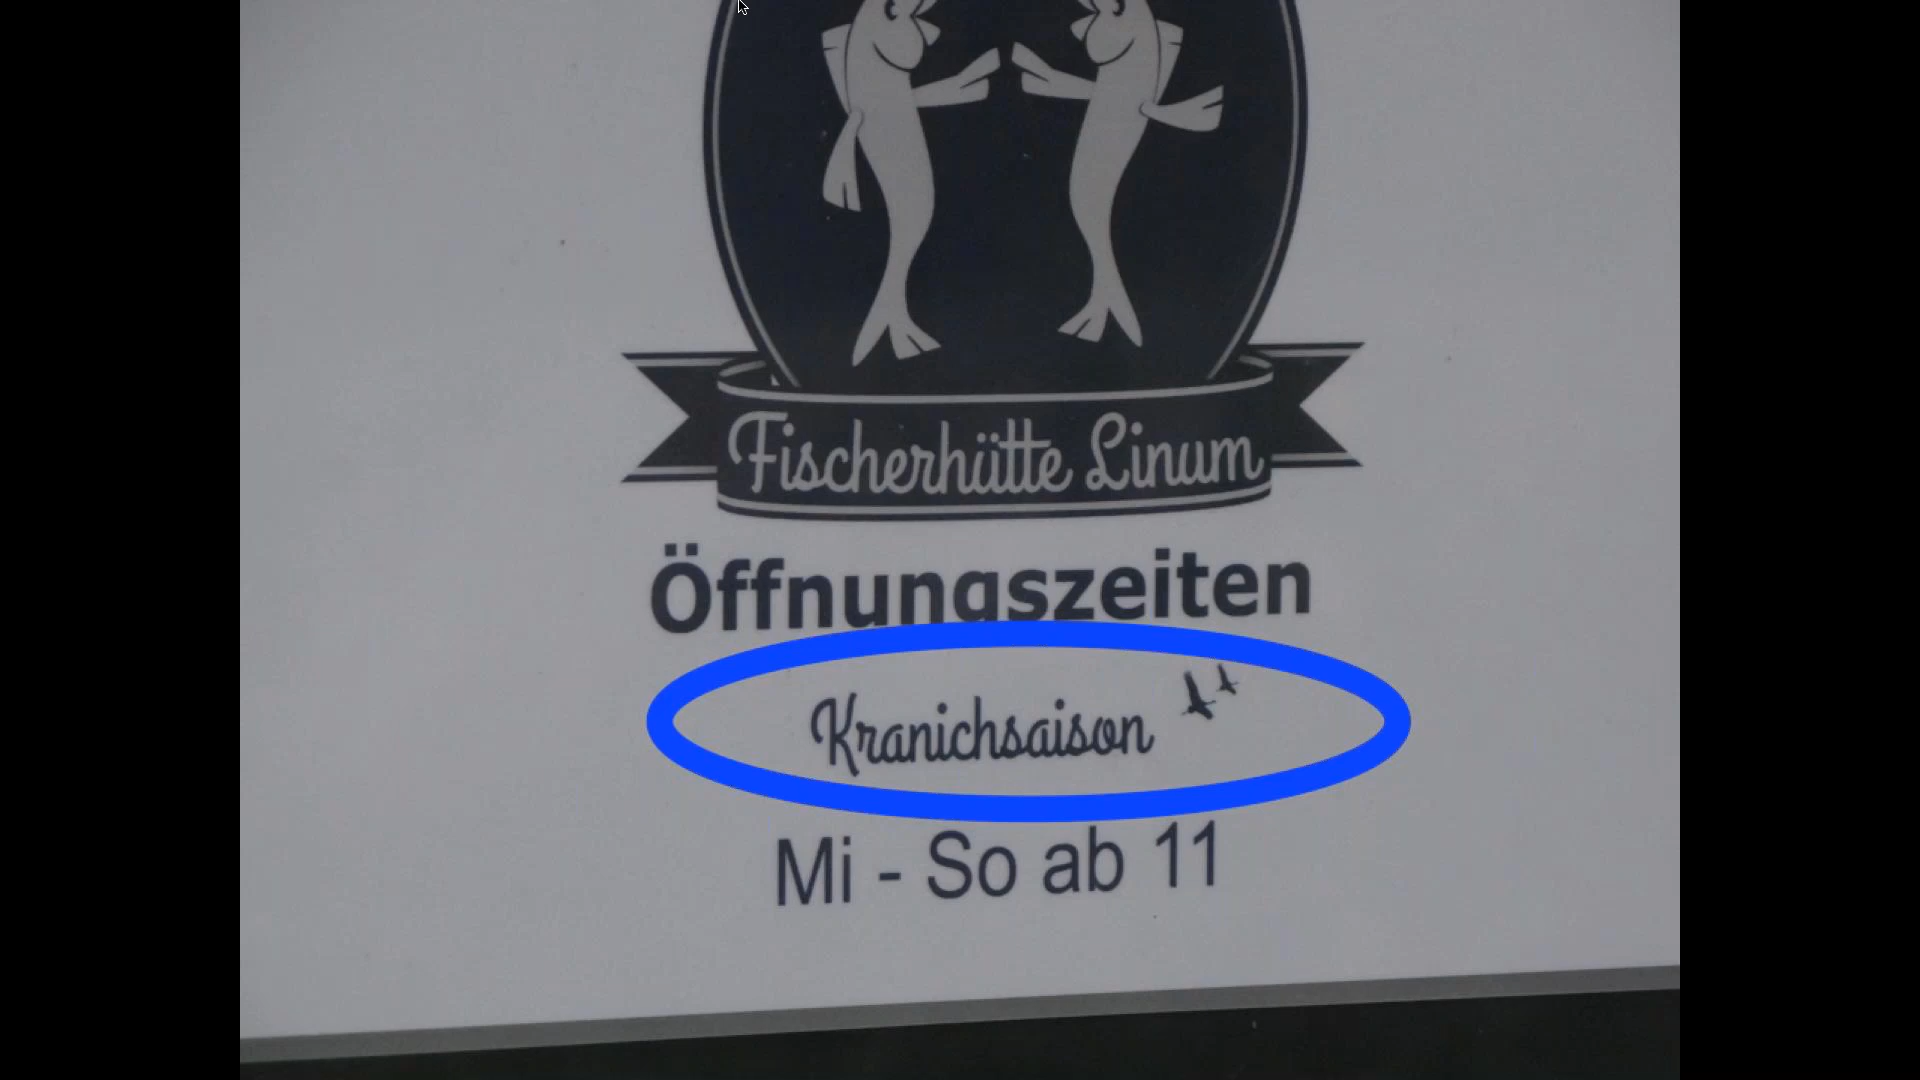 Fischerhütte Linum
Öffnungszeiten
Kranichsaison
Mi - So ab 11